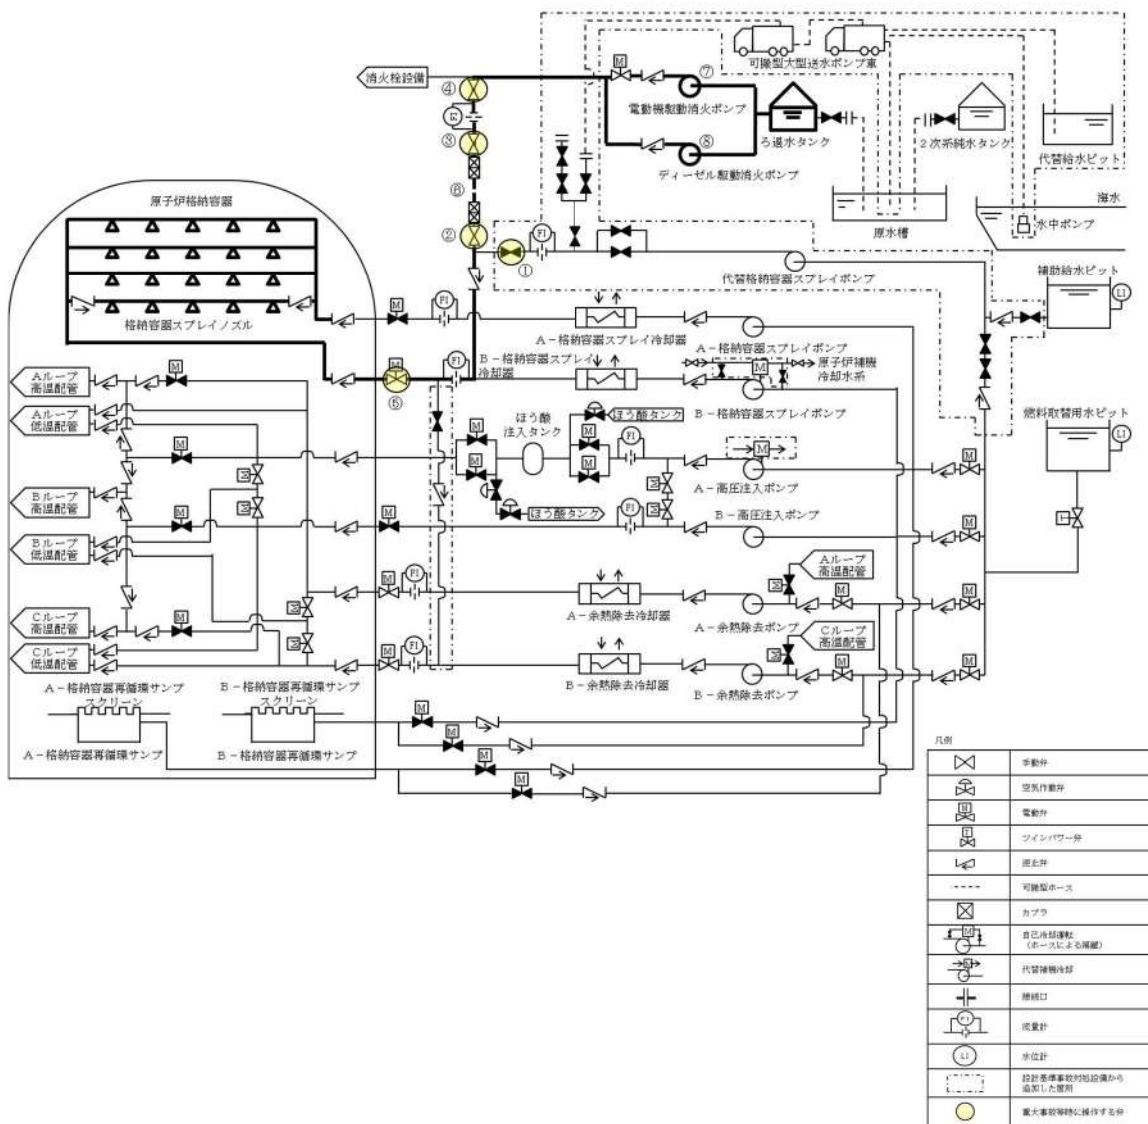 可搬型大型送水ポンプ車
消火栓設備
④
⑦
電動機駆動消火ポンプ
ろ過水タンク
2次系純水タンク
代替給水ピット
③
⑧
ディーゼル駆動消火ポンプ
⑥
海水
水中ポンプ
原水槽
原子炉格納容器
②
FI
①
代替格納容器スプレイポンプ
補助給水ピット
LI
格納容器スプレイノズル
M
FI
A-格納容器スプレイ冷却器
A-格納容器スプレイポンプ
B-格納容器スプレイ
冷却器
原子炉補機
冷却水系
M
⑤
FI
M
B-格納容器スプレイポンプ
燃料取替用水ピット
LI
Aループ
高温配管
Aループ
低温配管
ほう酸
注入タンク
ほう酸タンク
FI
M
A-高圧注入ポンプ
Bループ
高温配管
ほう酸タンク
B-高圧注入ポンプ
Bループ
低温配管
Aループ
高温配管
M
FI
A-余熱除去冷却器
A-余熱除去ポンプ
Cループ
高温配管
Cループ
高温配管
Cループ
低温配管
M
FI
B-余熱除去冷却器
B-余熱除去ポンプ
A-格納容器再循環サンプ
スクリーン
B-格納容器再循環サンプ
スクリーン
A-格納容器再循環サンプ
B-格納容器再循環サンプ
M
M
M
M
凡例
手動弁
空気作動弁
M
電動弁
ツインパワー弁
逆止弁
可搬型ホース
カプラ
M
自己冷却運転
(ホースによる接続)
M
代替補機冷却
接続口
FI
流量計
LI
水位計
設計基準事故対処設備から
追加した箇所
重大事故等時に操作する弁